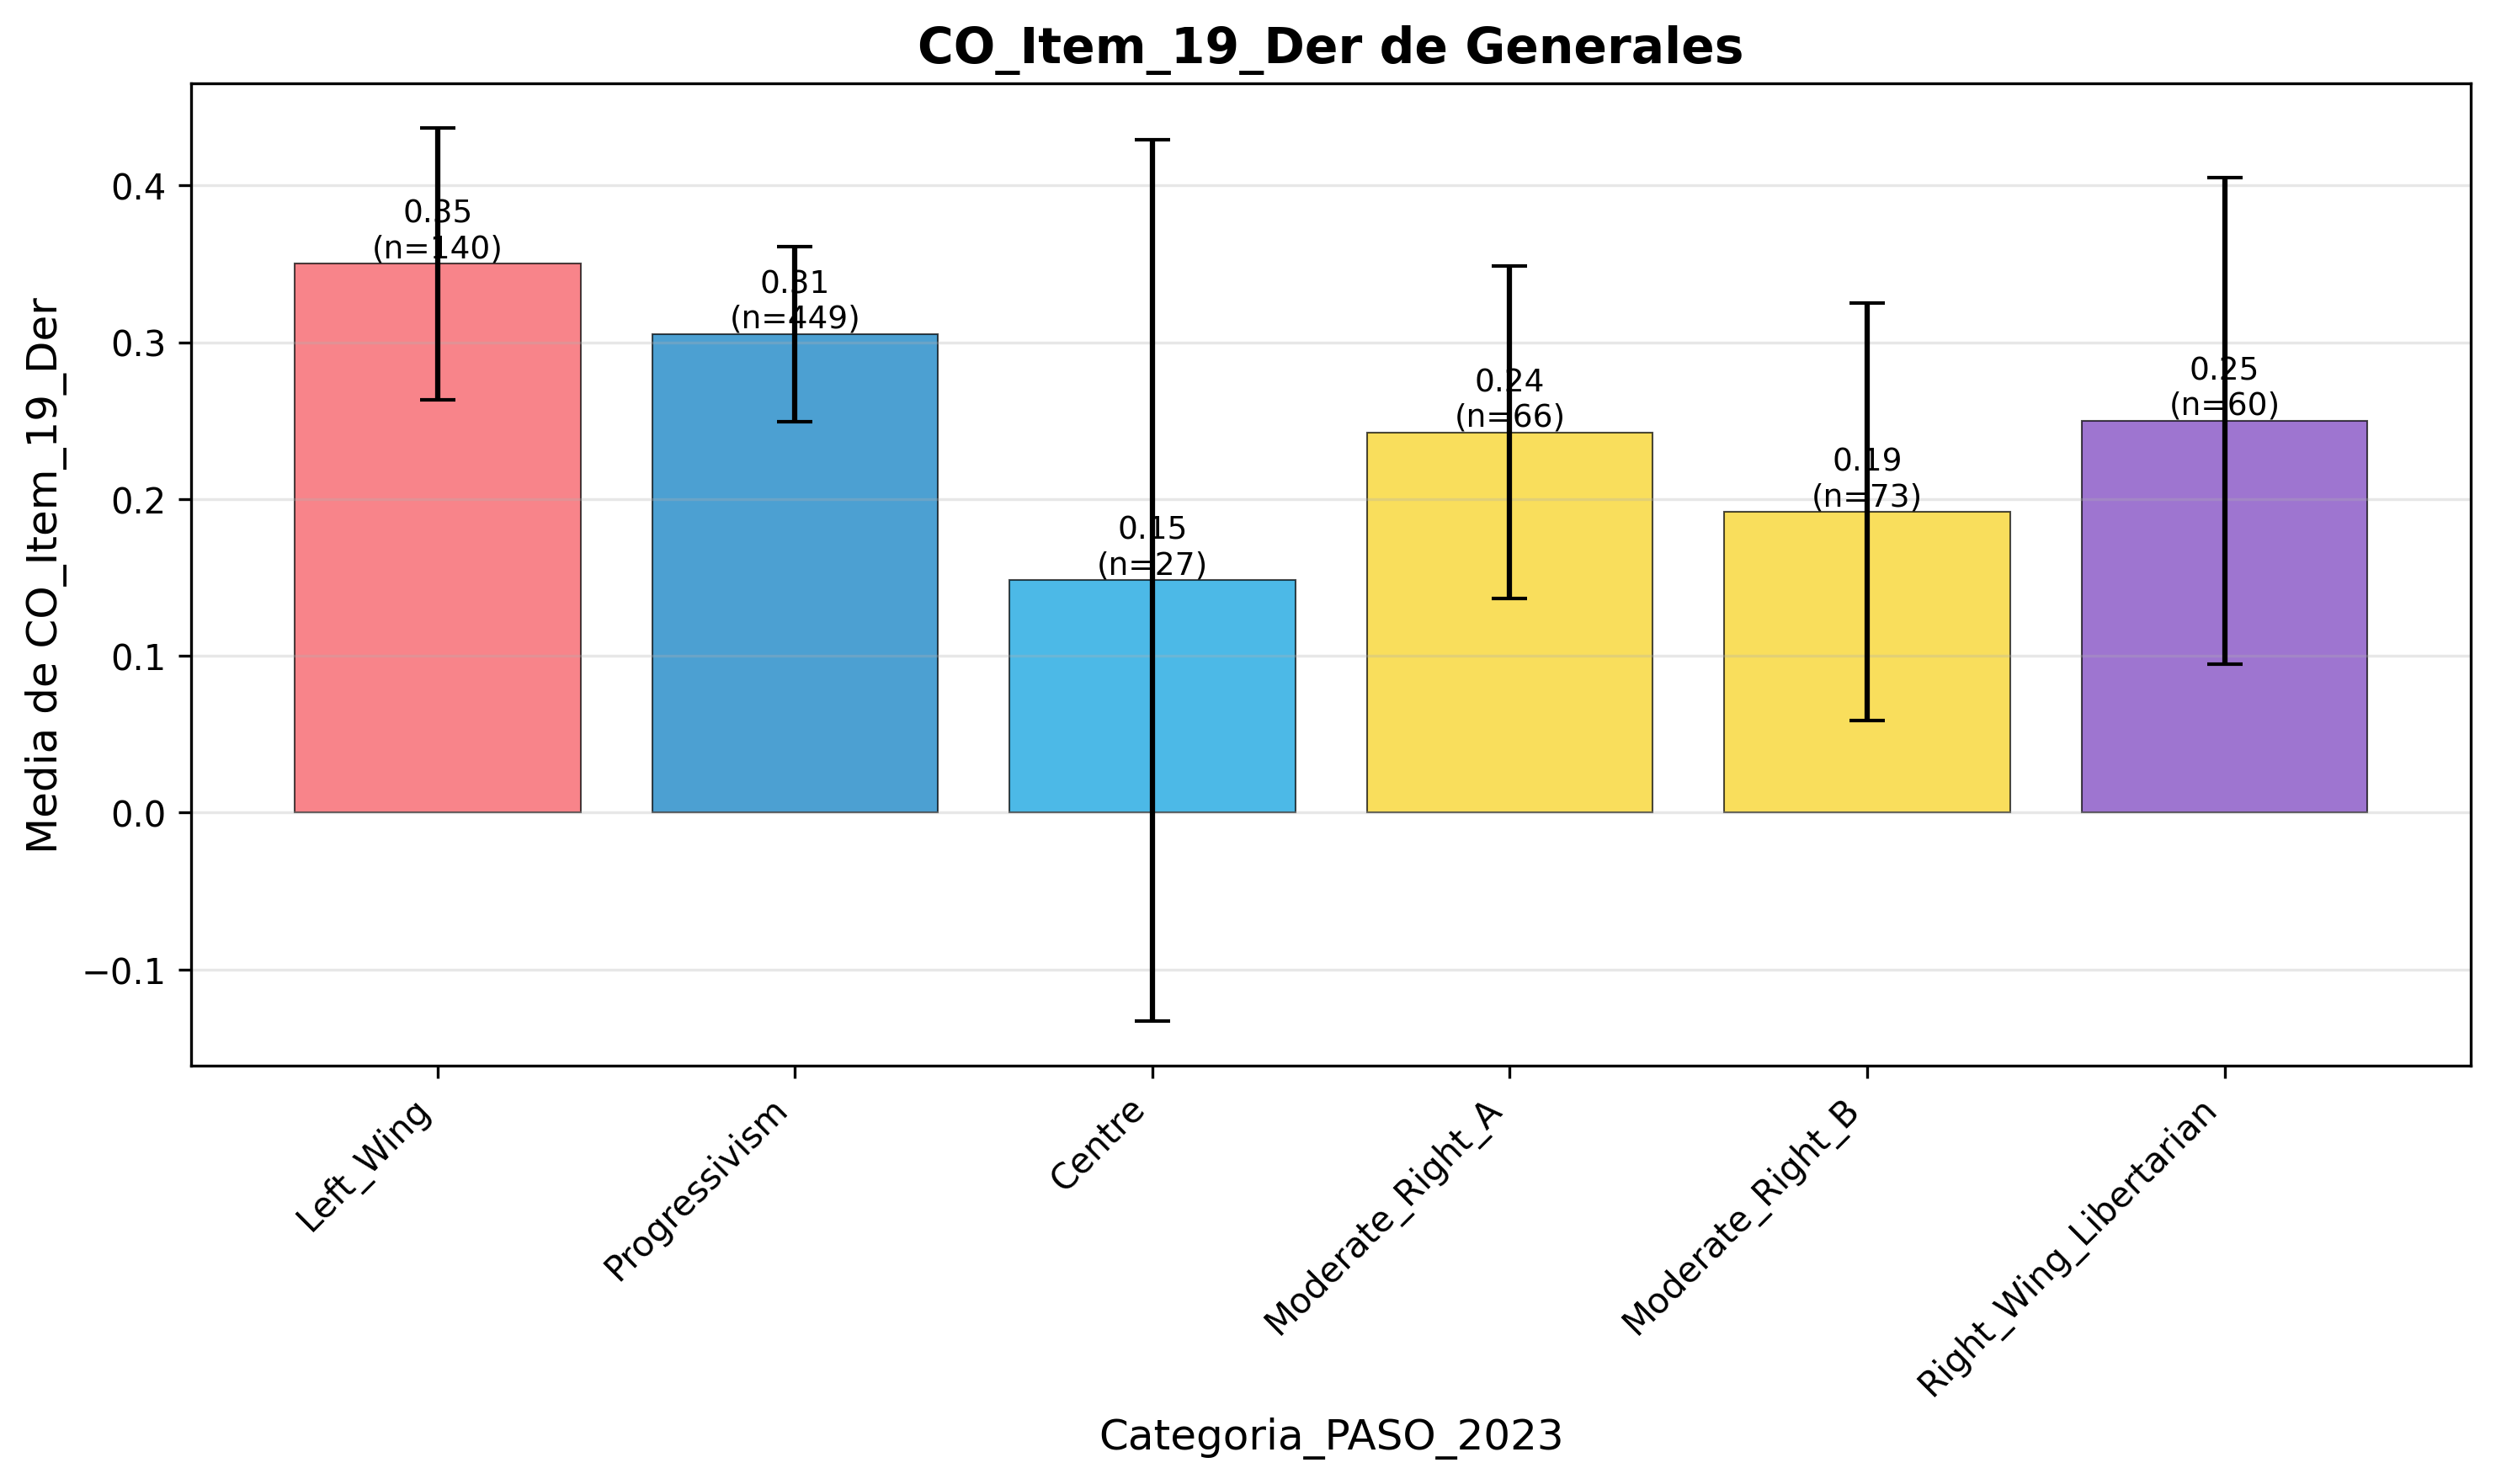 CO_Item_19_Der de Generales
Media de CO_Item_19_Der
0.4
0.3
0.2
0.1
0.0
−0.1
0.35
(n=140)
0.31
(n=449)
0.15
(n=27)
0.24
(n=66)
0.19
(n=73)
0.25
(n=60)
Left_Wing
Progressivism
Centre
Moderate_Right_A
Moderate_Right_B
Right_Wing_Libertarian
Categoria_PASO_2023